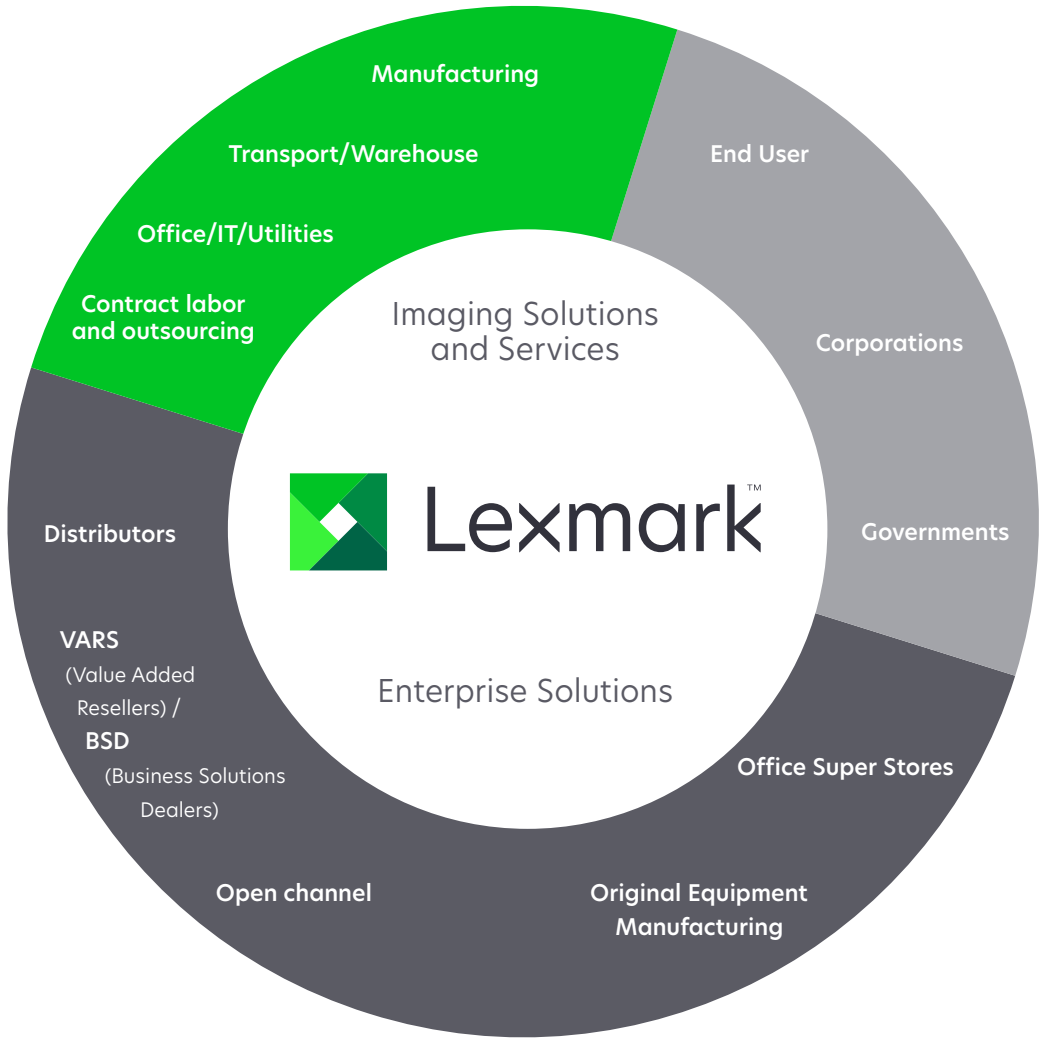 Manufacturing
Transport/Warehouse
Office/IT/Utilities
Contract labor
and outsourcing
End User
Corporations
Governments
Imaging Solutions
and Services
Lexmark™
Enterprise Solutions
Distributors
VARS
(Value Added
Resellers) /
BSD
(Business Solutions
Dealers)
Open channel
Original Equipment
Manufacturing
Office Super Stores